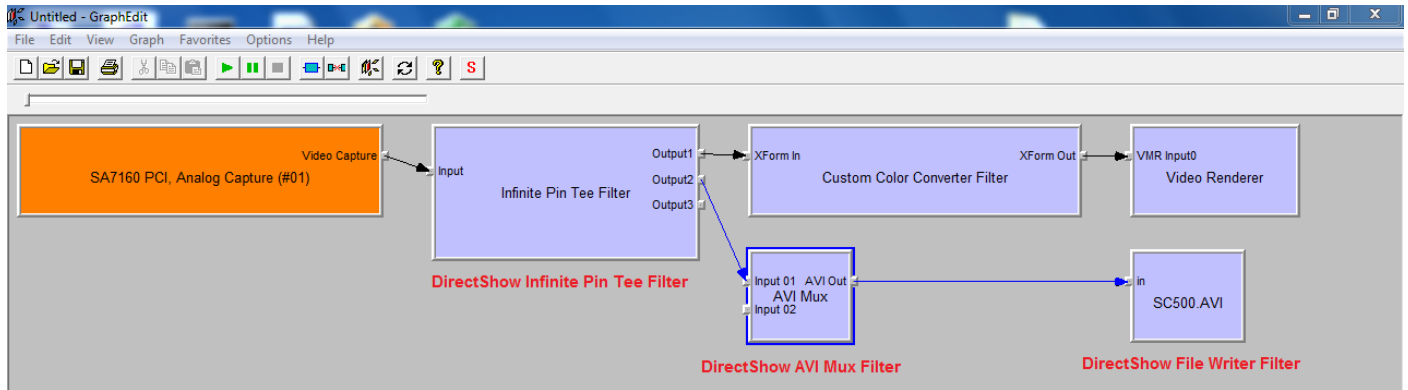 Untitled - GraphEdit
File Edit View Graph Favorites Options Help
S
Video Capture
SA7160 PCI, Analog Capture (#01)
Input
Infinite Pin Tee Filter
Output1
Output2
Output3
XForm In
XForm Out
Custom Color Converter Filter
VMR Input0
Video Renderer
DirectShow Infinite Pin Tee Filter
Input 01 AVI Out
AVI Mux
Input 02
in
SC500.AVI
DirectShow AVI Mux Filter
DirectShow File Writer Filter